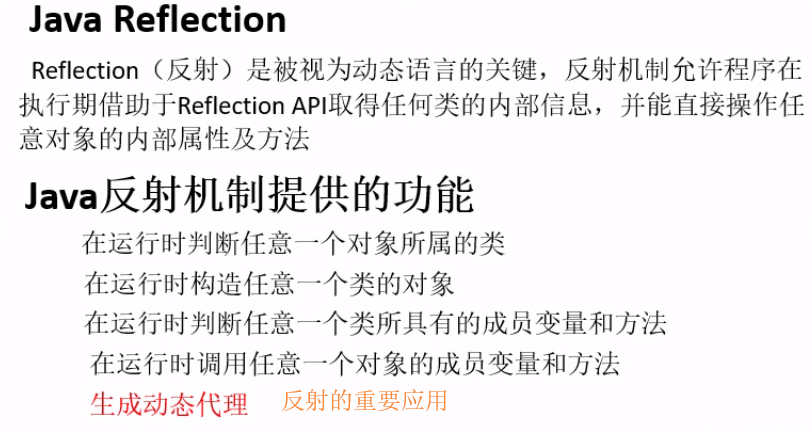 Java Reflection
Reflection（反射）是被视为动态语言的关键，反射机制允许程序在
执行期借助于Reflection API取得任何类的内部信息，并能直接操作任
意对象的内部属性及方法
Java反射机制提供的功能
在运行时判断任意一个对象所属的类
在运行时构造任意一个类的对象
在运行时判断任意一个类所具有的成员变量和方法
在运行时调用任意一个对象的成员变量和方法
生成动态代理 反射的重要应用